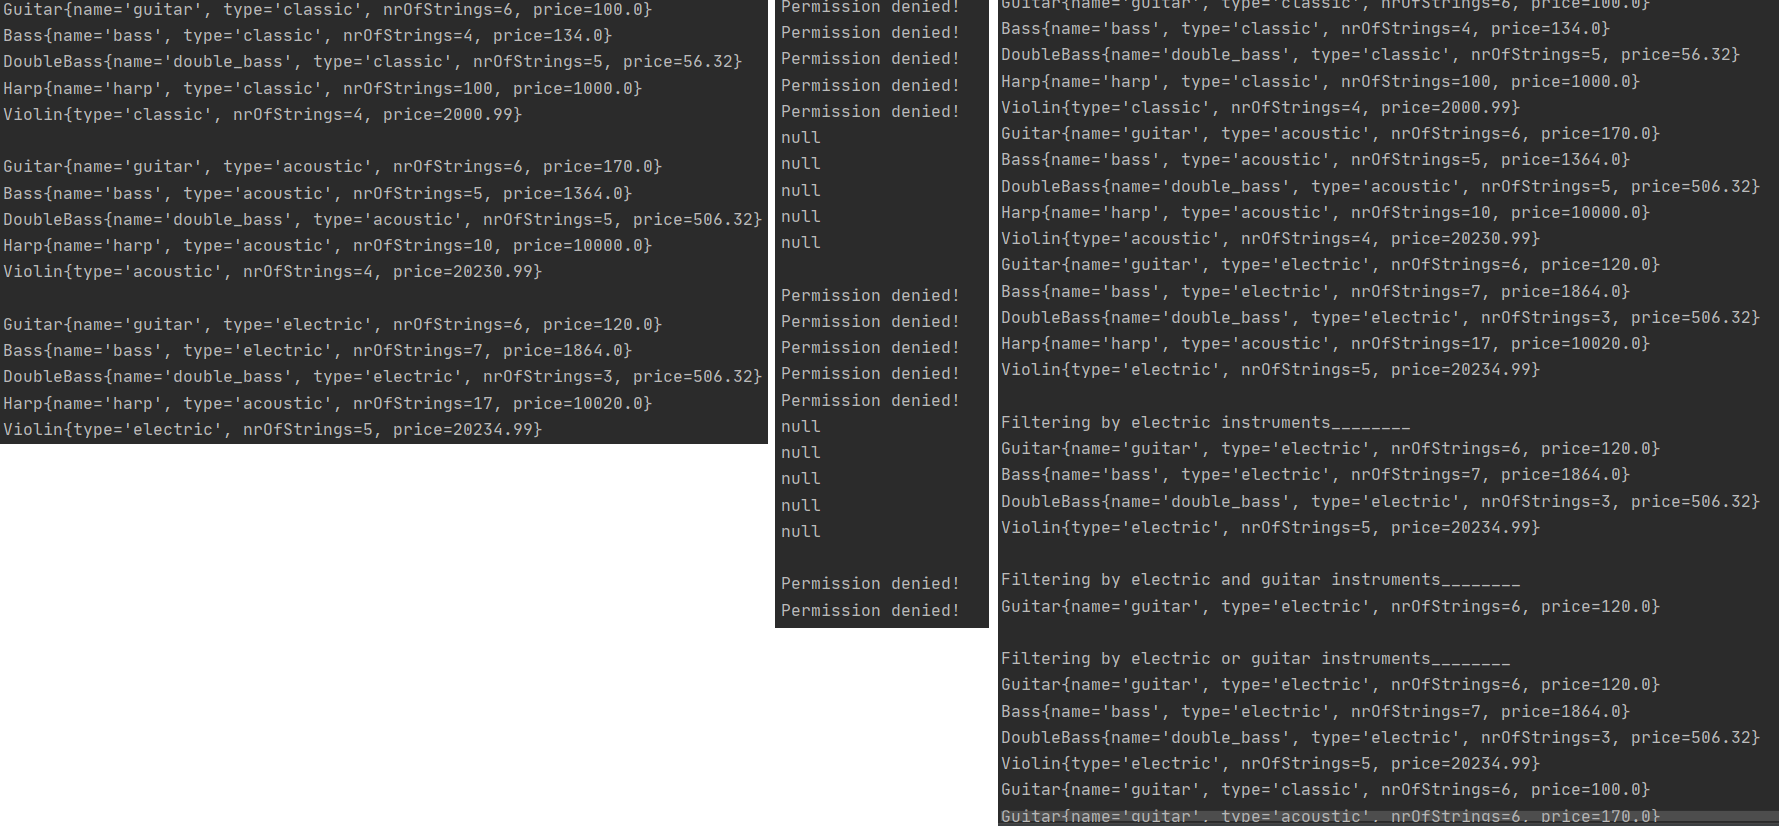 Guitar{name='guitar', type='classic', nrOfStrings=6, price=100.0}
Bass{name='bass', type='classic', nrOfStrings=4, price=134.0}
DoubleBass{name='double_bass', type='classic', nrOfStrings=5, price=56.32}
Harp{name='harp', type='classic', nrOfStrings=100, price=1000.0}
Violin{type='classic', nrOfStrings=4, price=2000.99}
Guitar{name='guitar', type='acoustic', nrOfStrings=6, price=170.0}
Bass{name='bass', type='acoustic', nrOfStrings=5, price=1364.0}
DoubleBass{name='double_bass', type='acoustic', nrOfStrings=5, price=506.32}
Harp{name='harp', type='acoustic', nrOfStrings=10, price=10000.0}
Violin{type='acoustic', nrOfStrings=4, price=20230.99}
Guitar{name='guitar', type='electric', nrOfStrings=6, price=120.0}
Bass{name='bass', type='electric', nrOfStrings=7, price=1864.0}
DoubleBass{name='double_bass', type='electric', nrOfStrings=3, price=506.32}
Harp{name='harp', type='acoustic', nrOfStrings=17, price=10020.0}
Violin{type='electric', nrOfStrings=5, price=20234.99}
Permission denied!
Permission denied!
Permission denied!
Permission denied!
Permission denied!
null
null
null
null
null
Permission denied!
Permission denied!
Permission denied!
Permission denied!
Permission denied!
null
null
null
null
null
Permission denied!
Permission denied!
Guitar{name='guitar', type='classic', nrOfStrings=6, price=100.0}
Bass{name='bass', type='classic', nrOfStrings=4, price=134.0}
DoubleBass{name='double_bass', type='classic', nrOfStrings=5, price=56.32}
Harp{name='harp', type='classic', nrOfStrings=100, price=1000.0}
Violin{type='classic', nrOfStrings=4, price=2000.99}
Guitar{name='guitar', type='acoustic', nrOfStrings=6, price=170.0}
Bass{name='bass', type='acoustic', nrOfStrings=5, price=1364.0}
DoubleBass{name='double_bass', type='acoustic', nrOfStrings=5, price=506.32}
Harp{name='harp', type='acoustic', nrOfStrings=10, price=10000.0}
Violin{type='acoustic', nrOfStrings=4, price=20230.99}
Guitar{name='guitar', type='electric', nrOfStrings=6, price=120.0}
Bass{name='bass', type='electric', nrOfStrings=7, price=1864.0}
DoubleBass{name='double_bass', type='electric', nrOfStrings=3, price=506.32}
Harp{name='harp', type='acoustic', nrOfStrings=17, price=10020.0}
Violin{type='electric', nrOfStrings=5, price=20234.99}
Filtering by electric instruments________
Guitar{name='guitar', type='electric', nrOfStrings=6, price=120.0}
Bass{name='bass', type='electric', nrOfStrings=7, price=1864.0}
DoubleBass{name='double_bass', type='electric', nrOfStrings=3, price=506.32}
Violin{type='electric', nrOfStrings=5, price=20234.99}
Filtering by electric and guitar instruments________
Guitar{name='guitar', type='electric', nrOfStrings=6, price=120.0}
Filtering by electric or guitar instruments________
Guitar{name='guitar', type='electric', nrOfStrings=6, price=120.0}
Bass{name='bass', type='electric', nrOfStrings=7, price=1864.0}
DoubleBass{name='double_bass', type='electric', nrOfStrings=3, price=506.32}
Violin{type='electric', nrOfStrings=5, price=20234.99}
Guitar{name='guitar', type='classic', nrOfStrings=6, price=100.0}
Guitar{name='guitar', type='acoustic', nrOfStrings=6, price=170.0}